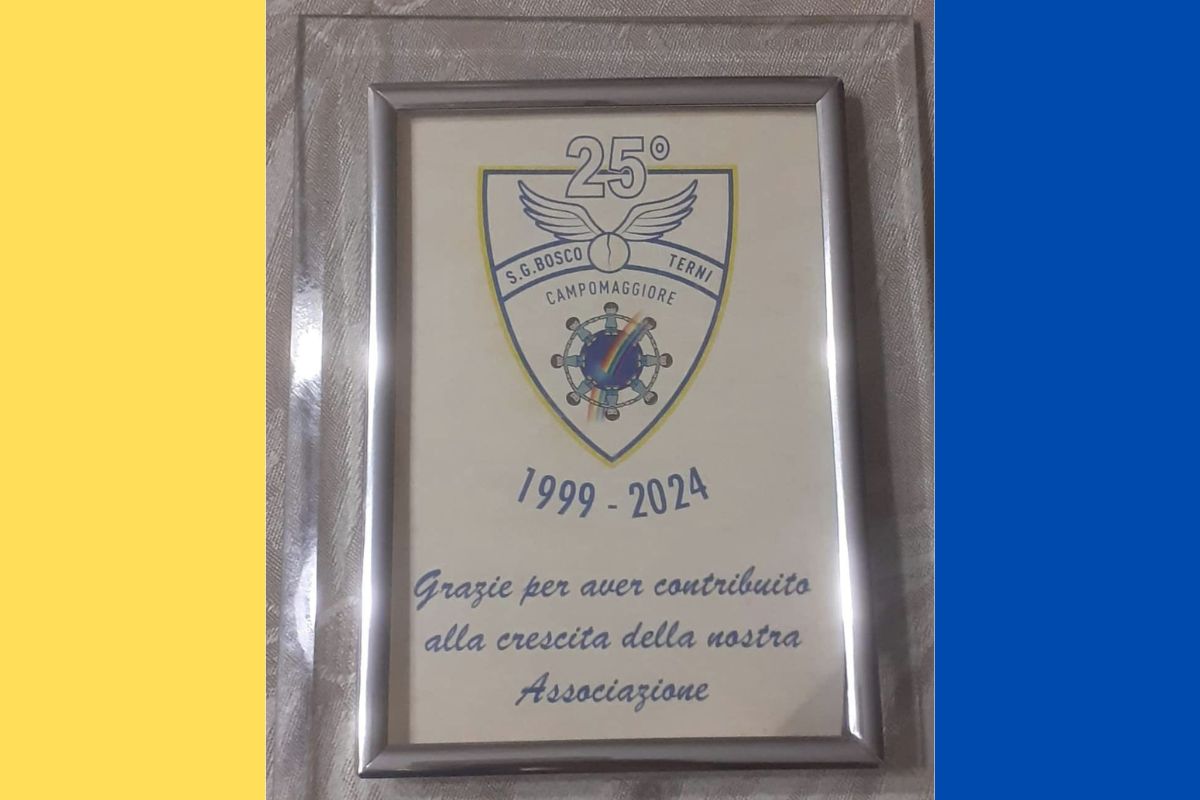 25°
S.G.BOSCO TERNI
CAMPOMAGGIORE
1999 - 2024
Grazie per aver contribuito
alla crescita della nostra
Associazione